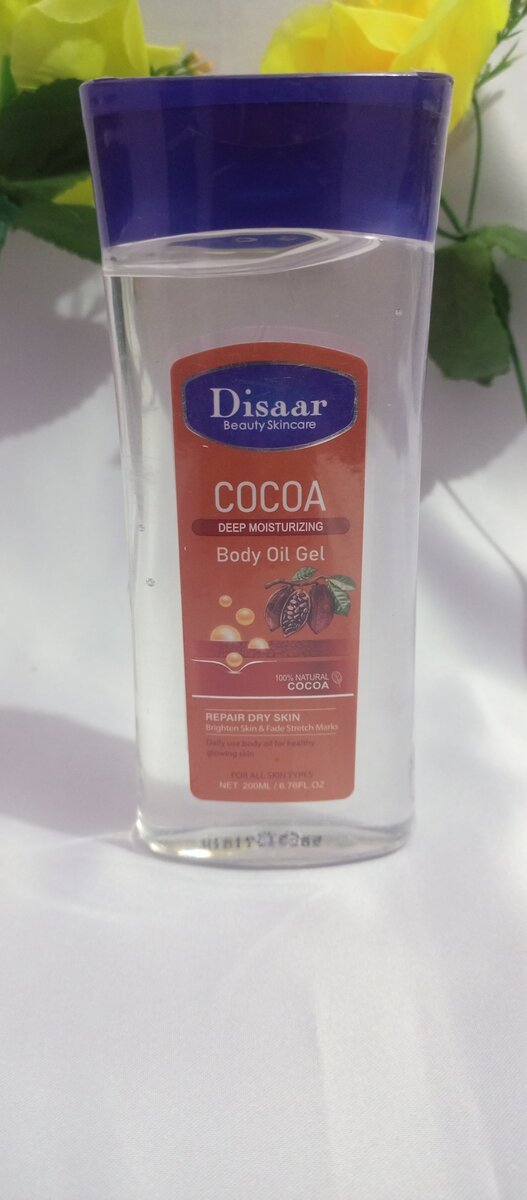 Disaar
Beauty Skincare
COCOA
DEEP MOISTURIZING
Body Oil Gel
100% NATURAL
COCOA
REPAIR DRY SKIN
Brighten Skin & Fade Stretch Marks
Daily use body oil for healthy
glowing skin
FOR ALL SKIN TYPES
NET 200ML / 6.76FL.OZ